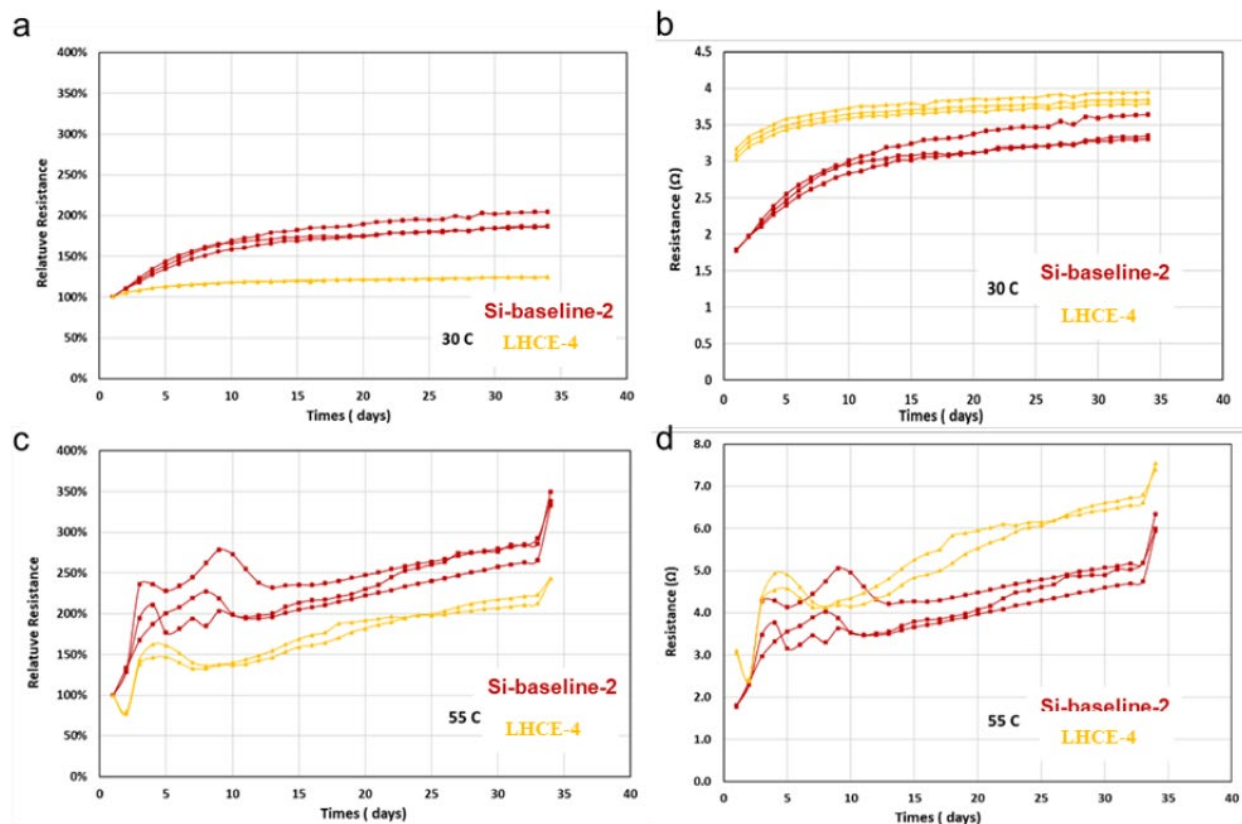 a
400%
350%
300%
250%
200%
150%
100%
50%
0%
Relatuve Resistance
0 5 10 15 20 25 30 35 40
Times ( days)
30 C
Si-baseline-2
LHCE-4
b
4.5
4
3.5
3
2.5
2
1.5
1
0.5
0
Resistance (Ω)
0 5 10 15 20 25 30 35 40
Times ( days)
30 C
Si-baseline-2
LHCE-4
c
400%
350%
300%
250%
200%
150%
100%
50%
0%
Relatuve Resistance
0 5 10 15 20 25 30 35 40
Times ( days)
55 C
Si-baseline-2
LHCE-4
d
8.0
7.0
6.0
5.0
4.0
3.0
2.0
1.0
0.0
Resistance (Ω)
0 5 10 15 20 25 30 35 40
Times ( days)
55 C
Si-baseline-2
LHCE-4